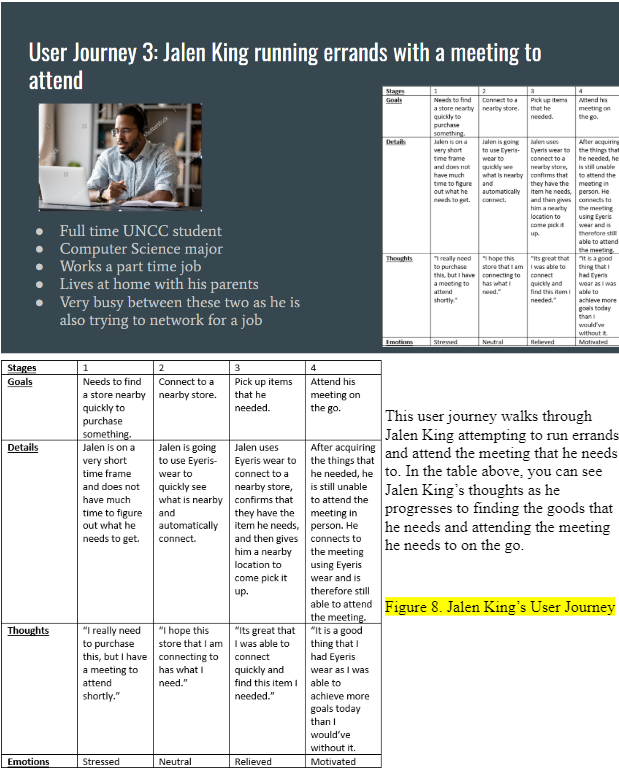 User Journey 3: Jalen King running errands with a meeting to
attend
shutterstock
● Full time UNCC student
● Computer Science major
● Works a part time job
● Lives at home with his parents
● Very busy between these two as he is
also trying to network for a job
Stages 1 2 3 4
Goals Needs to find Connect to a Pick up items Attend his
a store nearby nearby store. that he meeting on
quickly to needed. the go.
purchase
something.
Details Jalen is on a Jalen is going Jalen uses After acquiring
very short to use Eyeris- Eyeris wear to the things that
time frame wear to connect to a he needed, he
and does not quickly see nearby store, is still unable
have much what is nearby confirms that to attend the
time to figure and they have the meeting in
out what he automatically item he needs, person. He
needs to get. connect. and then gives connects to
him a nearby the meeting
location to using Eyeris
come pick it wear and is
up. therefore still
able to attend
the meeting.
Thoughts "I really need "I hope this "Its great that "It is a good
to purchase store that I am I was able to thing that I
this, but I have connecting to connect had Eyeris
a meeting to has what I quickly and wear as I was
attend need." find this item I able to
shortly." needed." achieve more
goals today
than I
would've
without it.
Emotions Stressed Neutral Relieved Motivated
Stages 1 2 3 4
Goals Needs to find Connect to a Pick up items Attend his
a store nearby nearby store. that he meeting on
quickly to needed. the go.
purchase
something.
Details Jalen is on a Jalen is going Jalen uses After acquiring
very short to use Eyeris- Eyeris wear to the things that
time frame wear to connect to a he needed, he
and does not quickly see nearby store, is still unable
have much what is nearby confirms that to attend the
time to figure and they have the meeting in
out what he automatically item he needs, person. He
needs to get. connect. and then gives connects to
him a nearby the meeting
location to using Eyeris
come pick it wear and is
up. therefore still
able to attend
the meeting.
Thoughts "I really need "I hope this "Its great that "It is a good
to purchase store that I am I was able to thing that I
this, but I have connecting to connect had Eyeris
a meeting to has what I quickly and wear as I was
attend need." find this item I able to
shortly." needed." achieve more
goals today
than I
would've
without it.
Emotions Stressed Neutral Relieved Motivated
This user journey walks through
Jalen King attempting to run errands
and attend the meeting that he needs
to. In the table above, you can see
Jalen King's thoughts as he
progresses to finding the goods that
he needs and attending the meeting
he needs to on the go.
Figure 8. Jalen King's User Journey